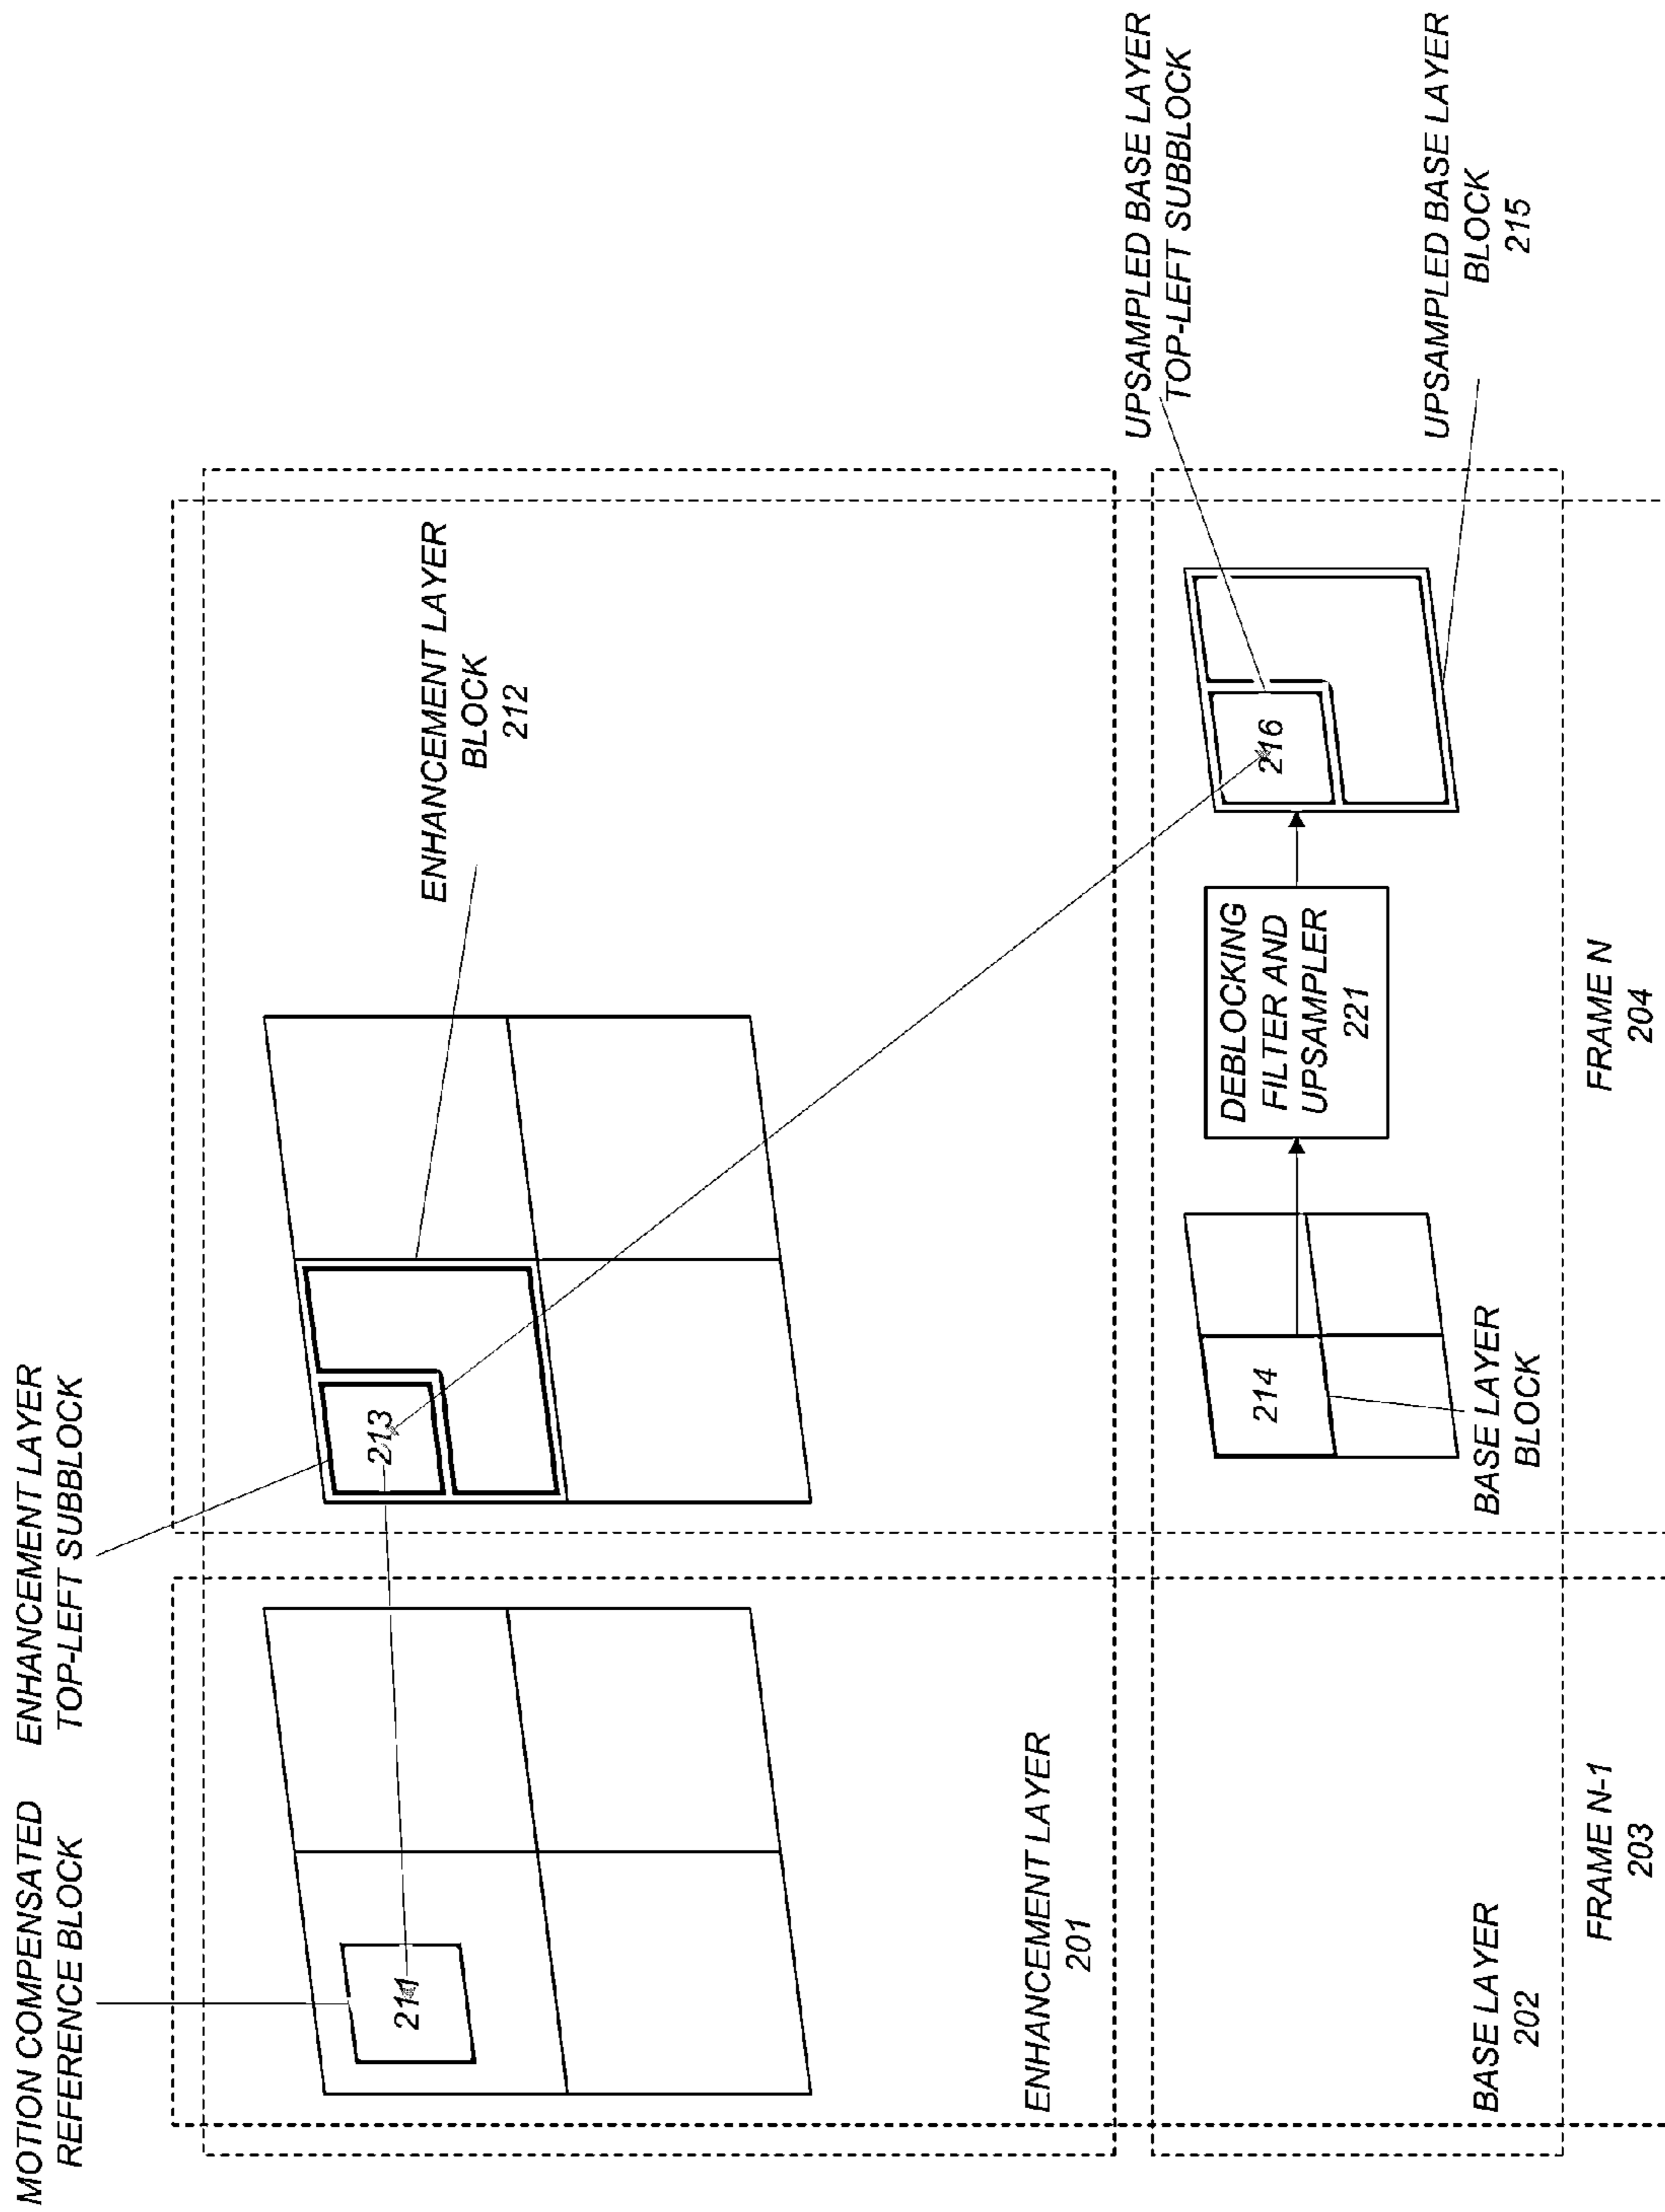 MOTION COMPENSATED
REFERENCE BLOCK
ENHANCEMENT LAYER
TOP-LEFT SUBBLOCK
211
213
ENHANCEMENT LAYER
BLOCK
212
ENHANCEMENT LAYER
201
UPSAMPLED BASE LAYER
TOP-LEFT SUBBLOCK
214
DEBLOCKING
FILTER AND
UPSAMPLER
221
216
UPSAMPLED BASE LAYER
BLOCK
215
BASE LAYER
BLOCK
BASE LAYER
202
FRAME N-1
203
FRAME N
204